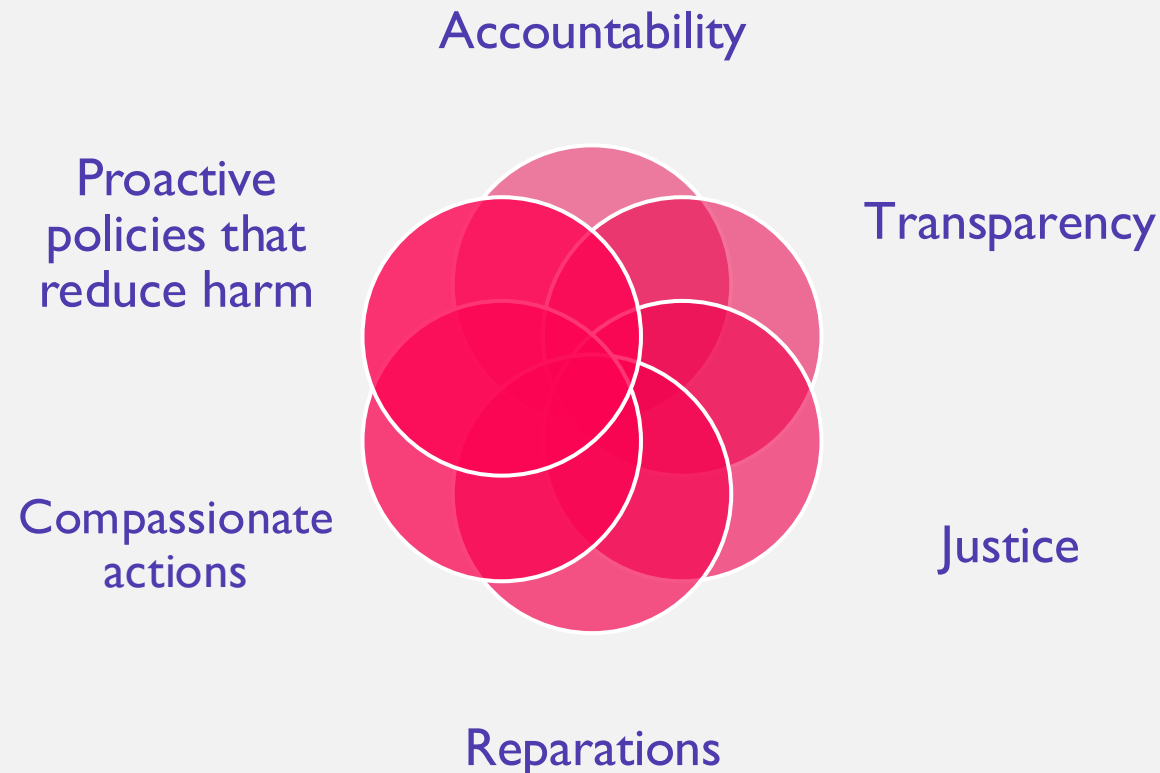 Accountability
Transparency
Justice
Reparations
Compassionate
actions
Proactive
policies that
reduce harm